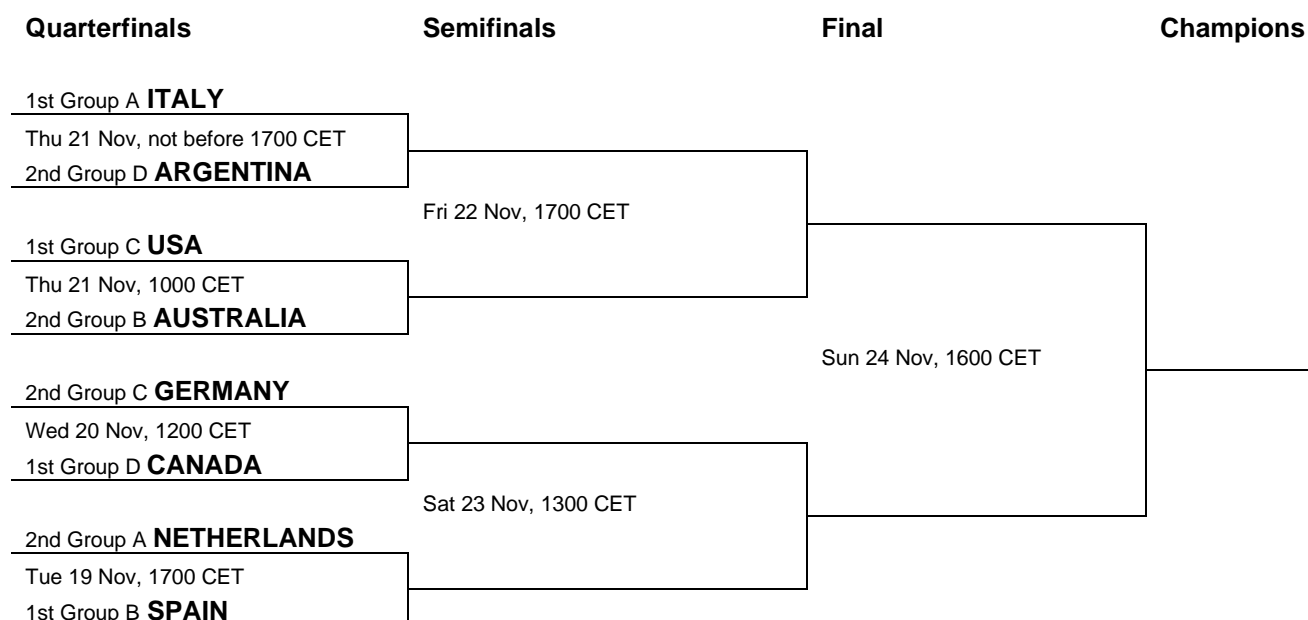 Quarterfinals Semifinals Final Champions
1st Group A ITALY
Thu 21 Nov, not before 1700 CET
2nd Group D ARGENTINA
Fri 22 Nov, 1700 CET
1st Group C USA
Thu 21 Nov, 1000 CET
2nd Group B AUSTRALIA
Sun 24 Nov, 1600 CET
2nd Group C GERMANY
Wed 20 Nov, 1200 CET
1st Group D CANADA
Sat 23 Nov, 1300 CET
2nd Group A NETHERLANDS
Tue 19 Nov, 1700 CET
1st Group B SPAIN